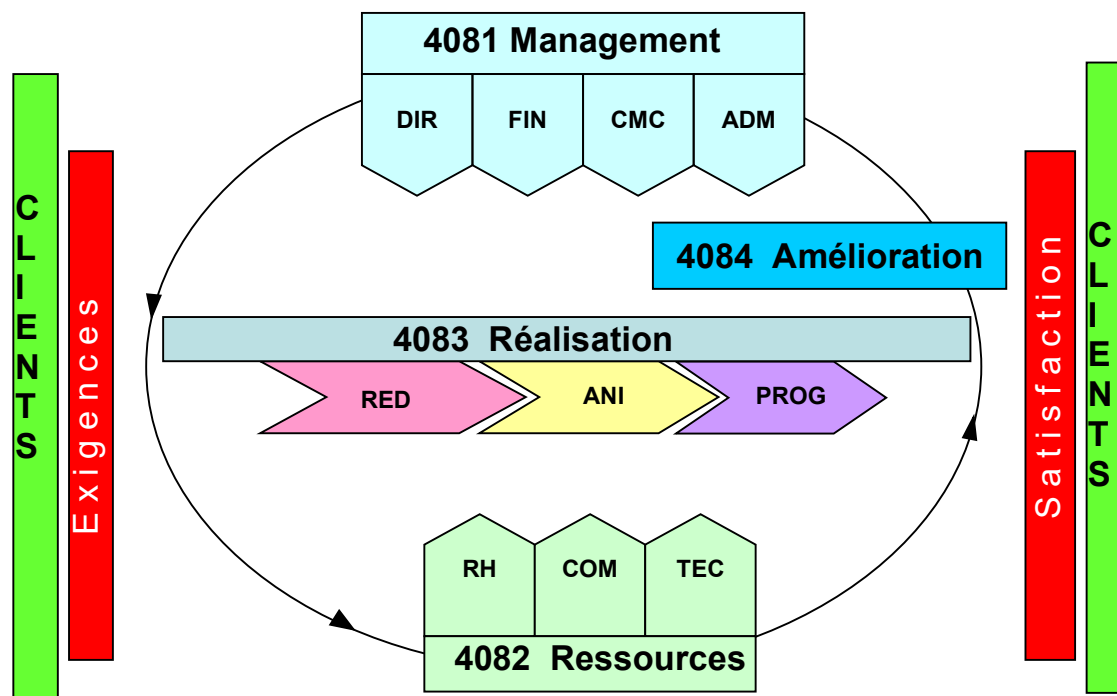 4081 Management
DIR
FIN
CMC
ADM
CLIENTS
Exigences
4084 Amélioration
4083 Réalisation
RED
ANI
PROG
RH
COM
TEC
4082 Ressources
Satisfaction
CLIENTS